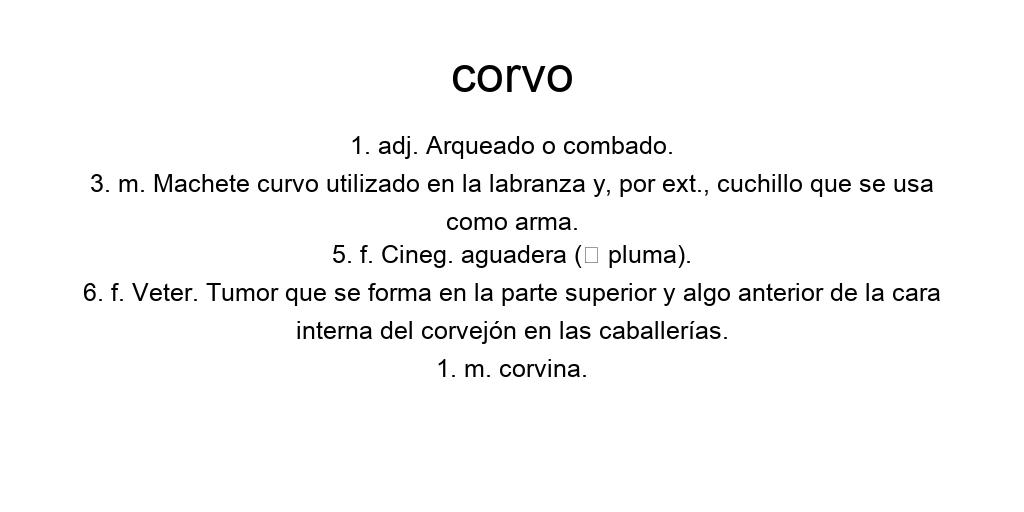 corvo
1. adj. Arqueado o combado.
3. m. Machete curvo utilizado en la labranza y, por ext., cuchillo que se usa
como arma.
5. f. Cineg. aguadera (□ pluma).
6. f. Veter. Tumor que se forma en la parte superior y algo anterior de la cara
interna del corvejón en las caballerías.
1. m. corvina.